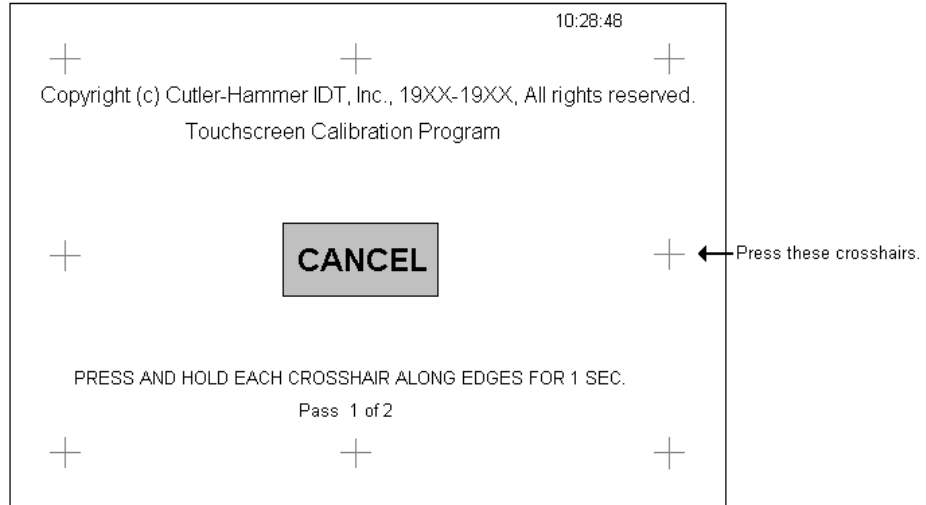 10:28:48
Copyright (c) Cutler-Hammer IDT, Inc., 19XX-19XX, All rights reserved.
Touchscreen Calibration Program
CANCEL
Press these crosshairs.
PRESS AND HOLD EACH CROSSHAIR ALONG EDGES FOR 1 SEC.
Pass 1 of 2